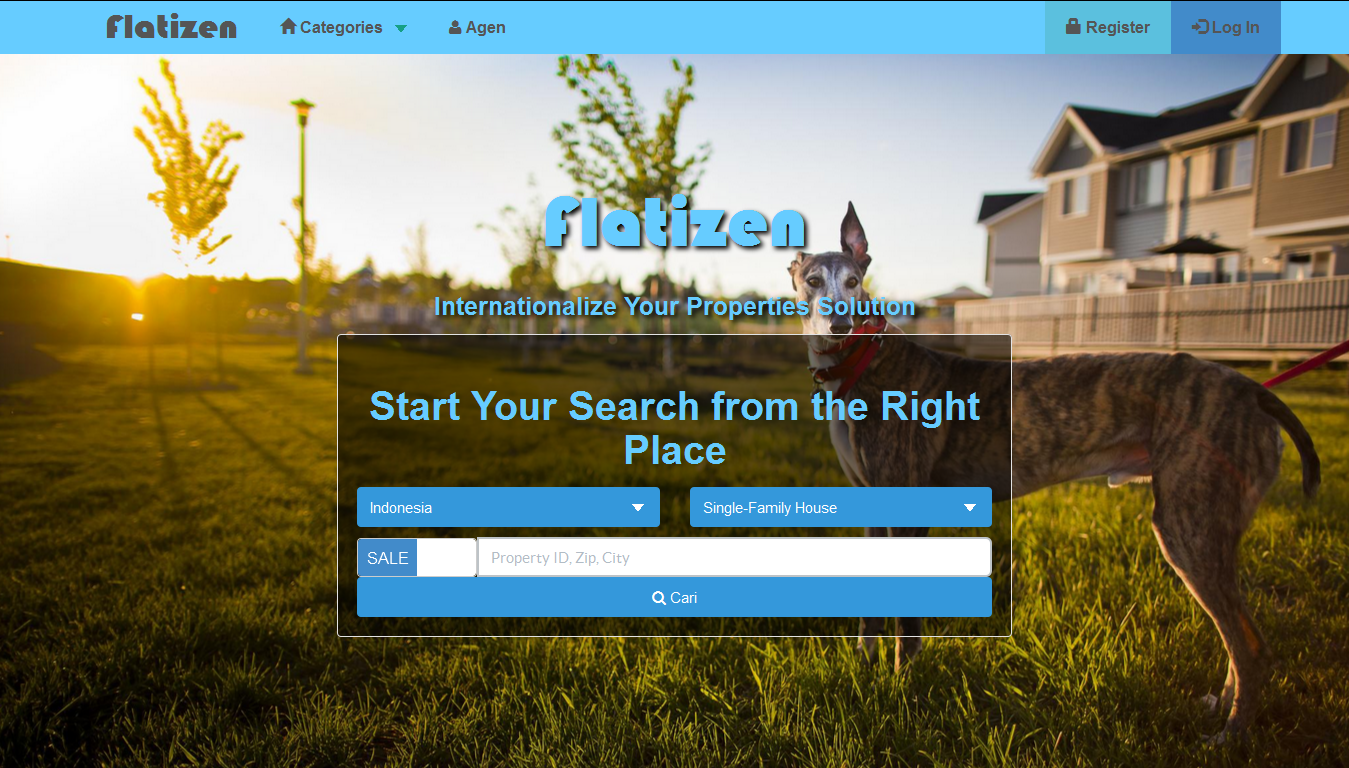 Flatizen
Categories
Agen
Register
Log In
Flatizen
Internationalize Your Properties Solution
Start Your Search from the Right
Place
Indonesia
Single-Family House
SALE
Property ID, Zip, City
Cari